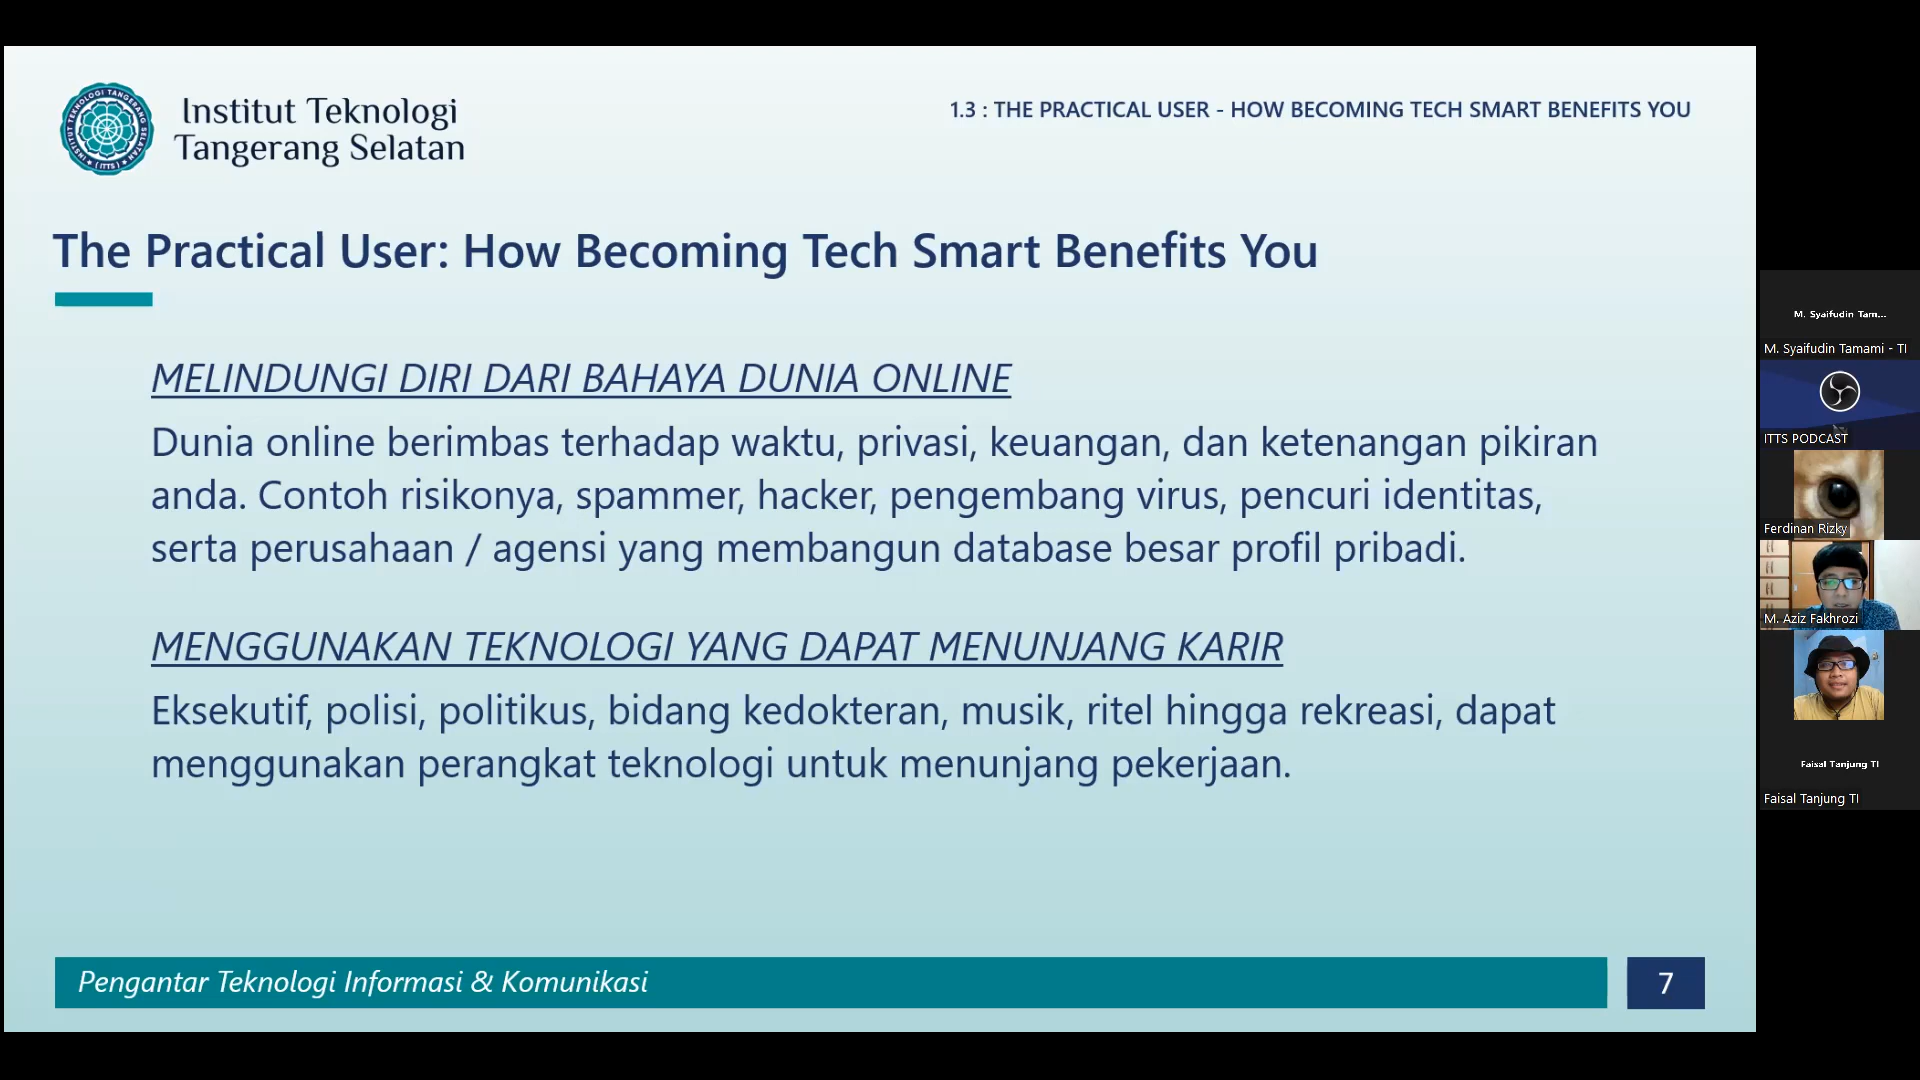 Institut Teknologi
Tangerang Selatan
INSTITUT TEKNOLOGI TANGERANG SELATAN
(ITTS)
1.3 : THE PRACTICAL USER - HOW BECOMING TECH SMART BENEFITS YOU
The Practical User: How Becoming Tech Smart Benefits You
MELINDUNGI DIRI DARI BAHAYA DUNIA ONLINE
Dunia online berimbas terhadap waktu, privasi, keuangan, dan ketenangan pikiran
anda. Contoh risikonya, spammer, hacker, pengembang virus, pencuri identitas,
serta perusahaan / agensi yang membangun database besar profil pribadi.
MENGGUNAKAN TEKNOLOGI YANG DAPAT MENUNJANG KARIR
Eksekutif, polisi, politikus, bidang kedokteran, musik, ritel hingga rekreasi, dapat
menggunakan perangkat teknologi untuk menunjang pekerjaan.
Pengantar Teknologi Informasi & Komunikasi
7
M. Syaifudin Tam...
M. Syaifudin Tamami - TI
ITTS PODCAST
Ferdinan Rizky
M. Aziz Fakhrozi
Faisal Tanjung TI
Faisal Tanjung TI